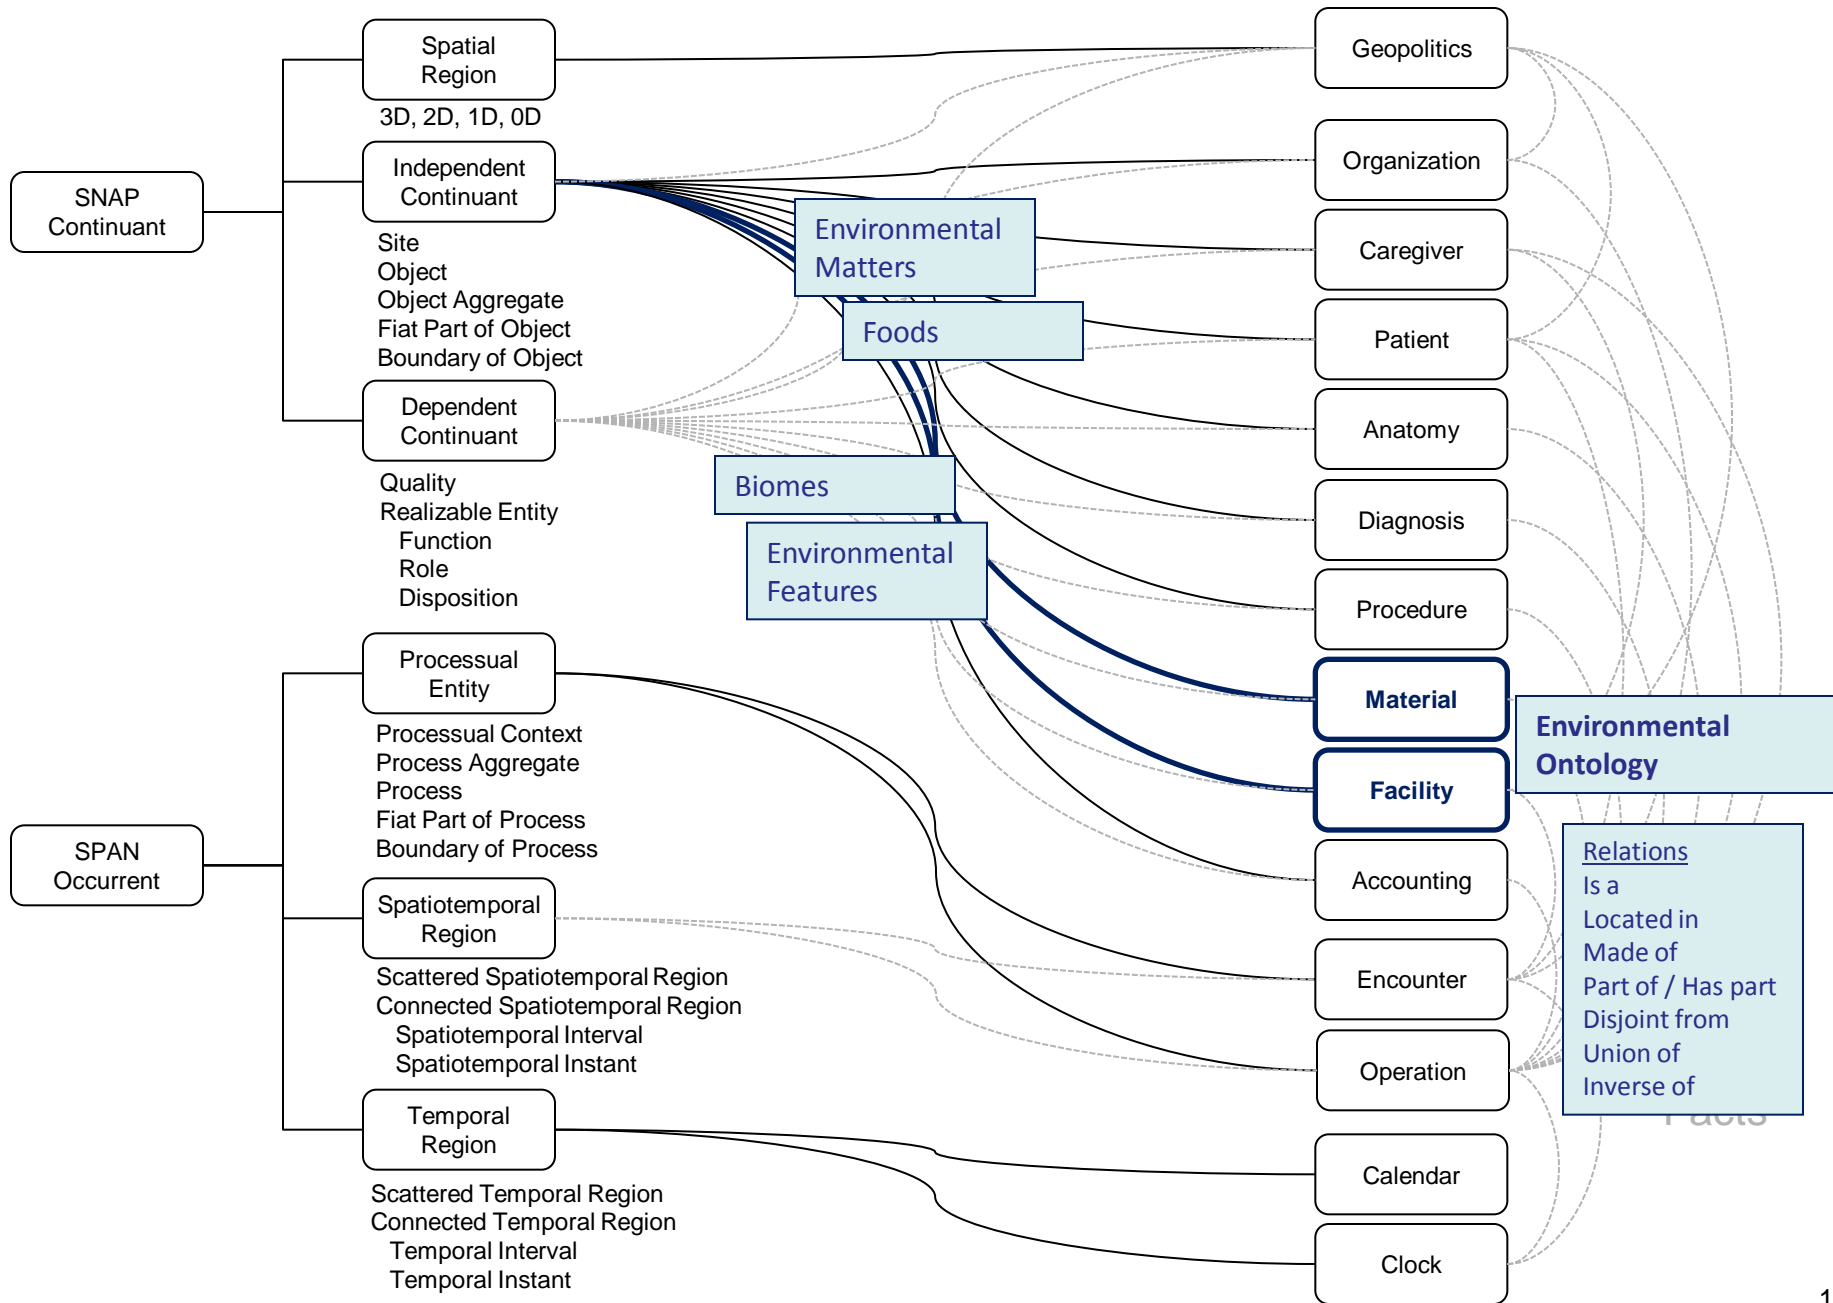 SNAP
Continuant
Spatial
Region
3D, 2D, 1D, 0D
Independent
Continuant
Site
Object
Object Aggregate
Fiat Part of Object
Boundary of Object
Dependent
Continuant
Quality
Realizable Entity
Function
Role
Disposition
SPAN
Occurrent
Processual
Entity
Processual Context
Process Aggregate
Process
Fiat Part of Process
Boundary of Process
Spatiotemporal
Region
Scattered Spatiotemporal Region
Connected Spatiotemporal Region
Spatiotemporal Interval
Spatiotemporal Instant
Temporal
Region
Scattered Temporal Region
Connected Temporal Region
Temporal Interval
Temporal Instant
Environmental
Matters
Foods
Biomes
Environmental
Features
Geopolitics
Organization
Caregiver
Patient
Anatomy
Diagnosis
Procedure
Material
Facility
Accounting
Encounter
Operation
Calendar
Clock
Environmental
Ontology
Relations
Is a
Located in
Made of
Part of / Has part
Disjoint from
Union of
Inverse of
Facts
1